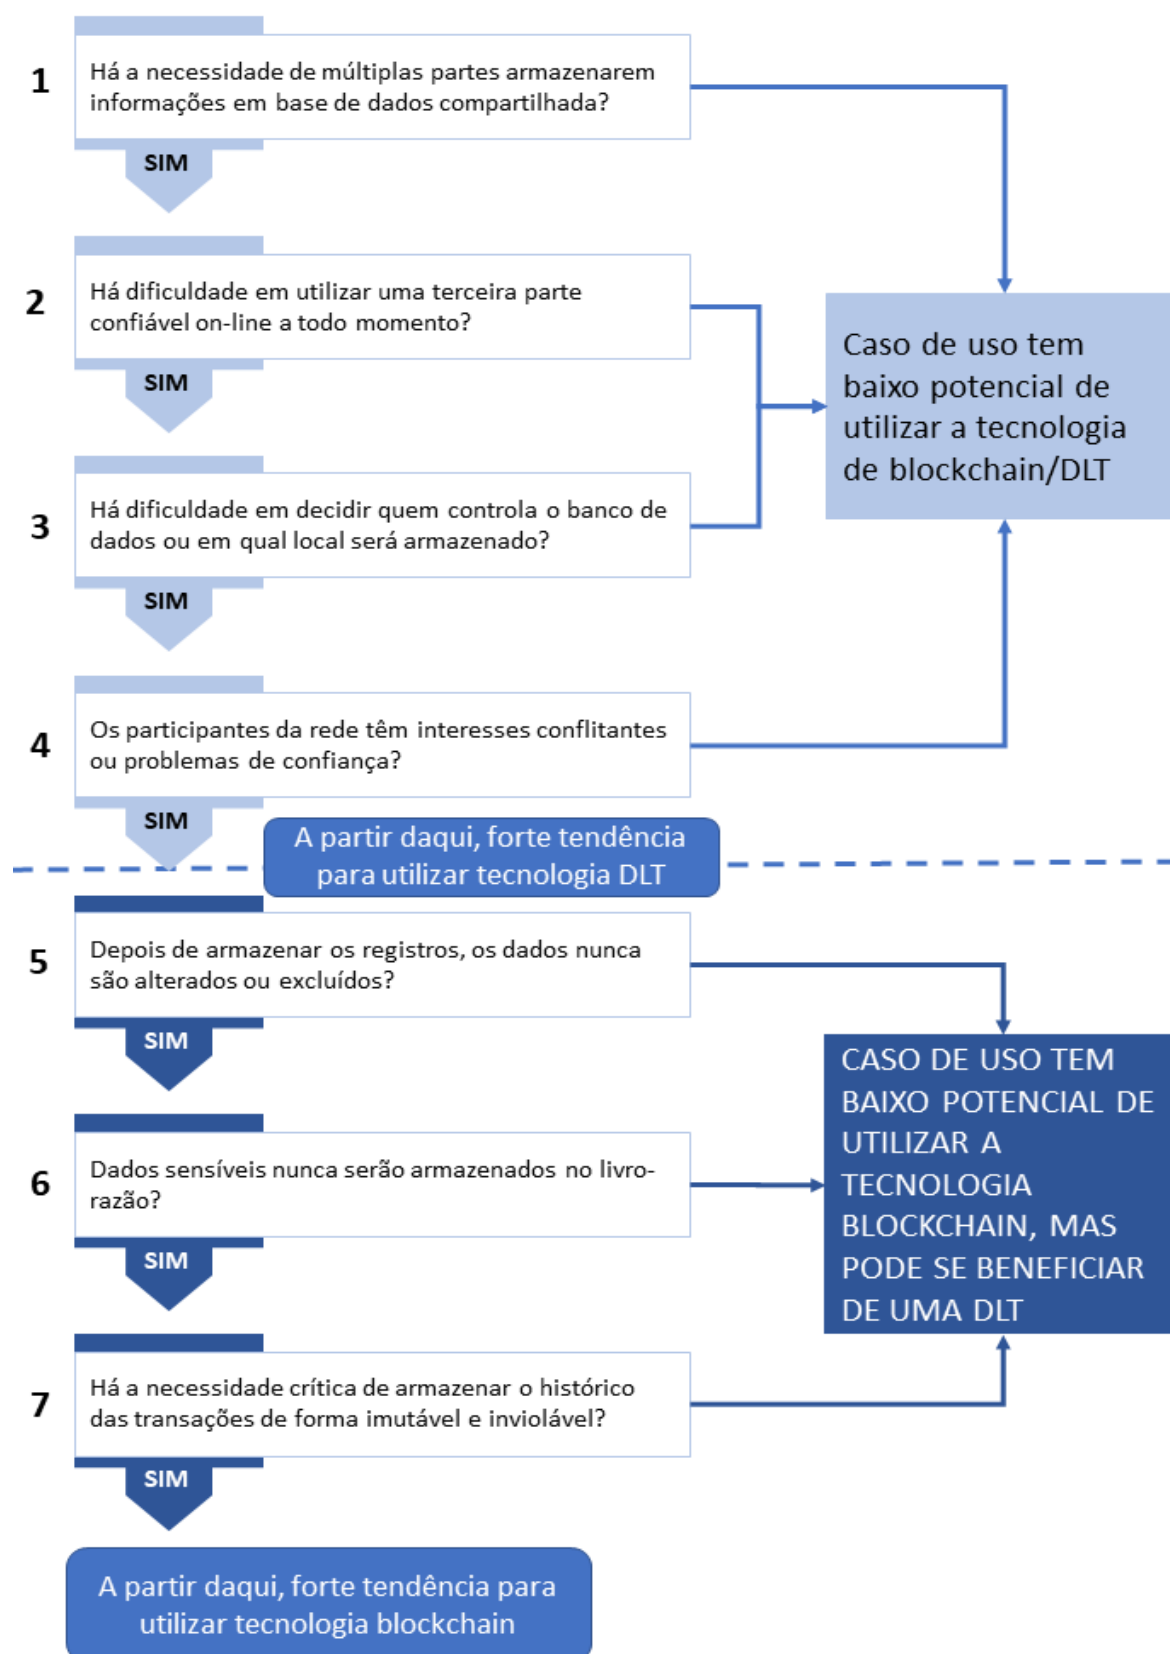 1
Há a necessidade de múltiplas partes armazenarem
informações em base de dados compartilhada?
SIM
2
Há dificuldade em utilizar uma terceira parte
confiável on-line a todo momento?
SIM
Caso de uso tem
baixo potencial de
utilizar a tecnologia
de blockchain/DLT
3
Há dificuldade em decidir quem controla o banco de
dados ou em qual local será armazenado?
SIM
4
Os participantes da rede têm interesses conflitantes
ou problemas de confiança?
SIM
A partir daqui, forte tendência
para utilizar tecnologia DLT
5
Depois de armazenar os registros, os dados nunca
são alterados ou excluídos?
SIM
6
Dados sensíveis nunca serão armazenados no livro-
razão?
SIM
CASO DE USO TEM
BAIXO POTENCIAL DE
UTILIZAR A
TECNOLOGIA
BLOCKCHAIN, MAS
PODE SE BENEFICIAR
DE UMA DLT
7
Há a necessidade crítica de armazenar o histórico
das transações de forma imutável e inviolável?
SIM
A partir daqui, forte tendência para
utilizar tecnologia blockchain